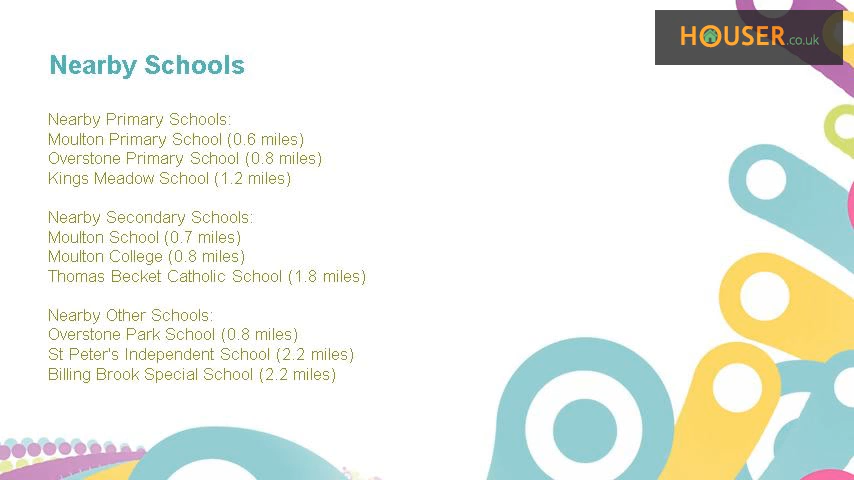 HOUSER.co.uk
Nearby Schools
Nearby Primary Schools:
Moulton Primary School (0.6 miles)
Overstone Primary School (0.8 miles)
Kings Meadow School (1.2 miles)
Nearby Secondary Schools:
Moulton School (0.7 miles)
Moulton College (0.8 miles)
Thomas Becket Catholic School (1.8 miles)
Nearby Other Schools:
Overstone Park School (0.8 miles)
St Peter's Independent School (2.2 miles)
Billing Brook Special School (2.2 miles)